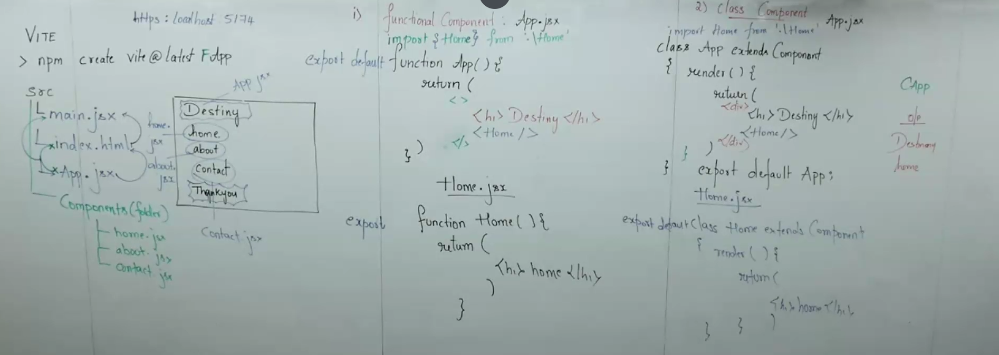 https : localhost 5174
VITE
> npm create vite@latest FApp
src
main.jsx
index.html
App.jsx
Components (folder)
home.jsx
about.jsx
contact.jsx
App jsx
Destiny
home.
about
Contact
Thankyou
home.
jsx
about.
jsx
Contact jsx
i) functional Component : App.jsx
import {Home} from '.\Home'
export default function App() {
return (
< >
<h1> Destiny </h1>
<Home/>
</>
)
}
Home.jsx
export function Home( ) {
return (
<h1> home </h1>
)
}
2) Class Component App.jsx
import Home from '.\Home'
class App extends Component
{ render( ) {
return (
<div>
<h1> Destiny </h1>
<Home/>
</div>
)
}
}
export default App;
Home.jsx
export defaut Class Home extends Component
{ render ( ) {
return (
<h1> home </h1>
)
}
}
CApp
o/p
home